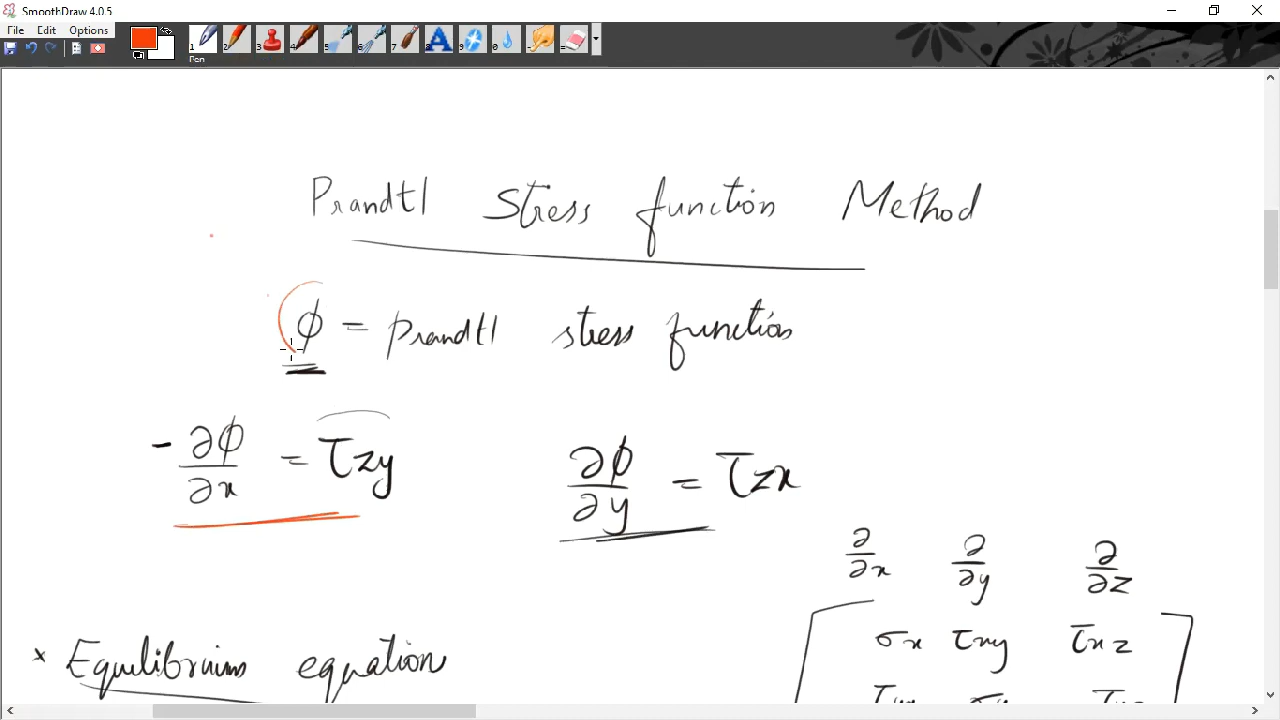 SmoothDraw 4.0.5
File Edit Options
Pen
Prandtl Stress function Method
ϕ = prandtl stress function
-∂ϕ/∂x = τzy ∂ϕ/∂y = τzx
∂/∂x ∂/∂y ∂/∂z
* Equilibrium equation
σx τxy τxz